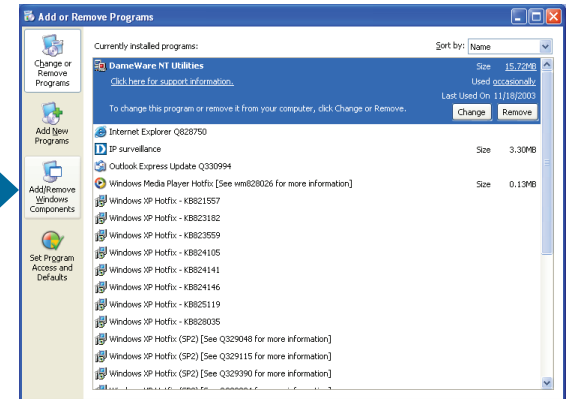 Add or Remove Programs
Change or
Remove
Programs
Add New
Programs
Add/Remove
Windows
Components
Set Program
Access and
Defaults
Currently installed programs:
Sort by: Name
DameWare NT Utilities Size 15.72MB
Click here for support information. Used occasionally
Last Used On 11/18/2003
To change this program or remove it from your computer, click Change or Remove. Change Remove
Internet Explorer Q828750
IP surveillance Size 3.30MB
Outlook Express Update Q330994
Windows Media Player Hotfix [See wm828026 for more information] Size 0.13MB
Windows XP Hotfix - KB821557
Windows XP Hotfix - KB823182
Windows XP Hotfix - KB823559
Windows XP Hotfix - KB824105
Windows XP Hotfix - KB824141
Windows XP Hotfix - KB824146
Windows XP Hotfix - KB825119
Windows XP Hotfix - KB828035
Windows XP Hotfix (SP2) [See Q329048 for more information]
Windows XP Hotfix (SP2) [See Q329115 for more information]
Windows XP Hotfix (SP2) [See Q329390 for more information]